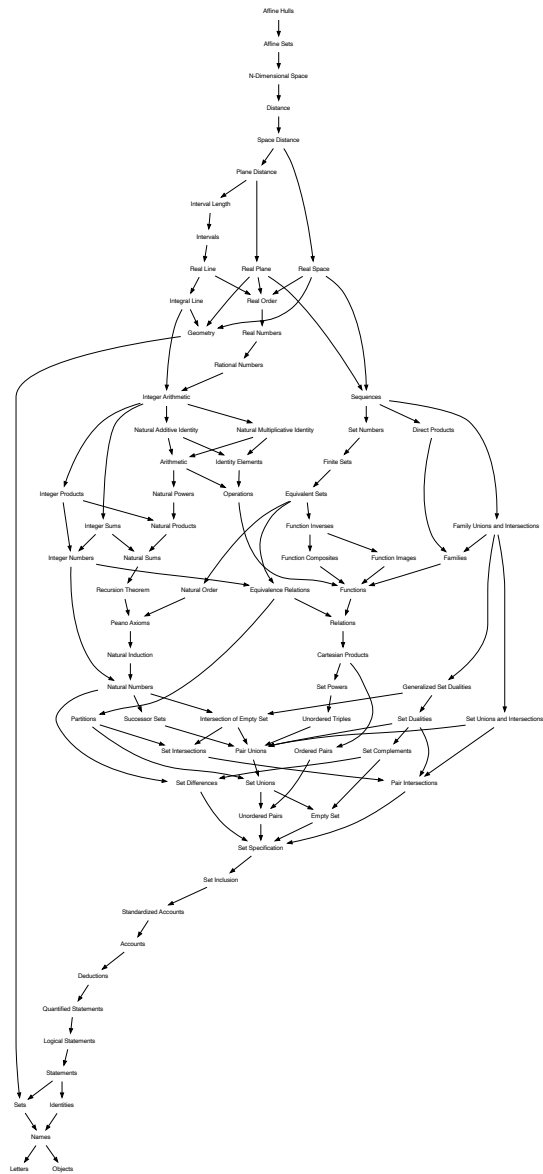 Affine Hulls
Affine Sets
N-Dimensional Space
Distance
Space Distance
Plane Distance
Interval Length
Intervals
Real Line
Real Plane
Real Space
Integral Line
Real Order
Geometry
Real Numbers
Rational Numbers
Integer Arithmetic
Sequences
Natural Additive Identity
Natural Multiplicative Identity
Set Numbers
Direct Products
Arithmetic
Identity Elements
Finite Sets
Integer Products
Natural Powers
Operations
Equivalent Sets
Integer Sums
Natural Products
Function Inverses
Family Unions and Intersections
Integer Numbers
Natural Sums
Function Composites
Function Images
Families
Recursion Theorem
Natural Order
Equivalence Relations
Functions
Peano Axioms
Relations
Natural Induction
Cartesian Products
Natural Numbers
Set Powers
Generalized Set Dualities
Partitions
Successor Sets
Intersection of Empty Set
Unordered Triples
Set Dualities
Set Unions and Intersections
Set Intersections
Pair Unions
Ordered Pairs
Set Complements
Set Differences
Set Unions
Pair Intersections
Unordered Pairs
Empty Set
Set Specification
Set Inclusion
Standardized Accounts
Accounts
Deductions
Quantified Statements
Logical Statements
Statements
Sets
Identities
Names
Letters
Objects